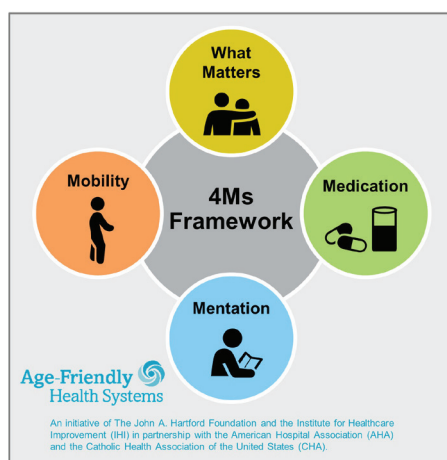 What
Matters
Mobility
4Ms
Framework
Medication
Mentation
Age-Friendly
Health Systems
An initiative of The John A. Hartford Foundation and the Institute for Healthcare
Improvement (IHI) in partnership with the American Hospital Association (AHA)
and the Catholic Health Association of the United States (CHA).